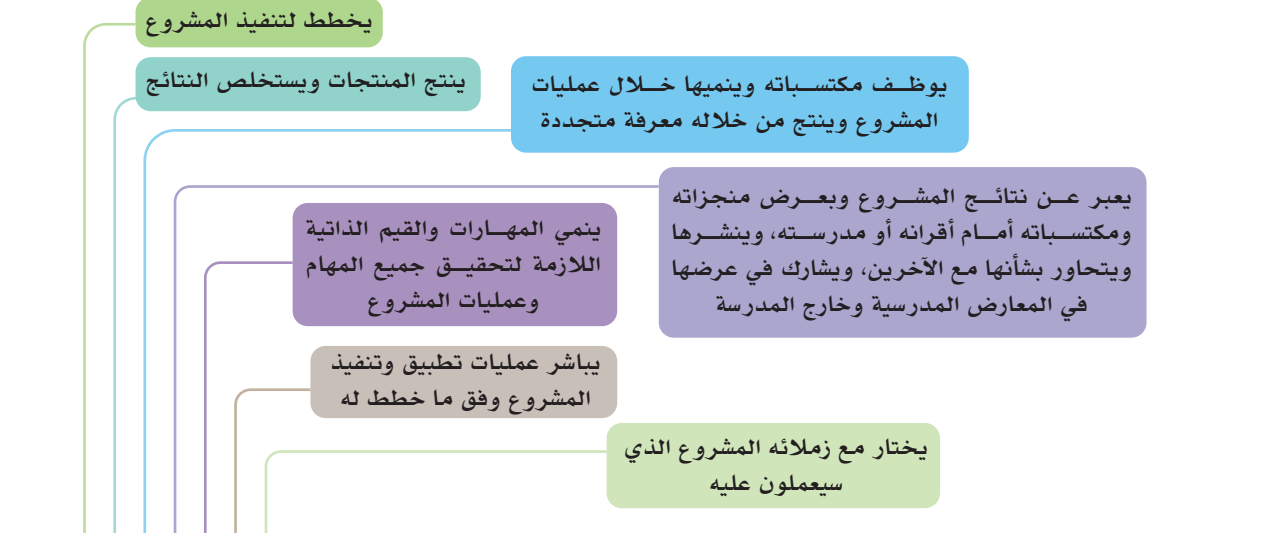 يخطط لتنفيذ المشروع
ينتج المنتجات ويستخلص النتائج
يوظف مكتسباته وينميها خلال عمليات
المشروع وينتج من خلاله معرفة متجددة
يعبر عن نتائج المشروع وبعرض منجزاته
ومكتسباته أمام أقرانه أو مدرسته، وينشرها
ويتحاور بشأنها مع الآخرين، ويشارك في عرضها
في المعارض المدرسية وخارج المدرسة
ينمي المهارات والقيم الذاتية
اللازمة لتحقيق جميع المهام
وعمليات المشروع
يباشر عمليات تطبيق وتنفيذ
المشروع وفق ما خطط له
يختار مع زملائه المشروع الذي
سيعملون عليه